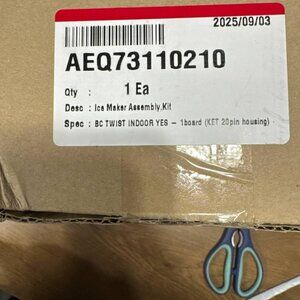 2025/09/03
AEQ73110210
Qty : 1 Ea
Desc : Ice Maker Assembly,Kit
Spec : BC TWIST INDOOR YES - 1board (KET 20pin housing)